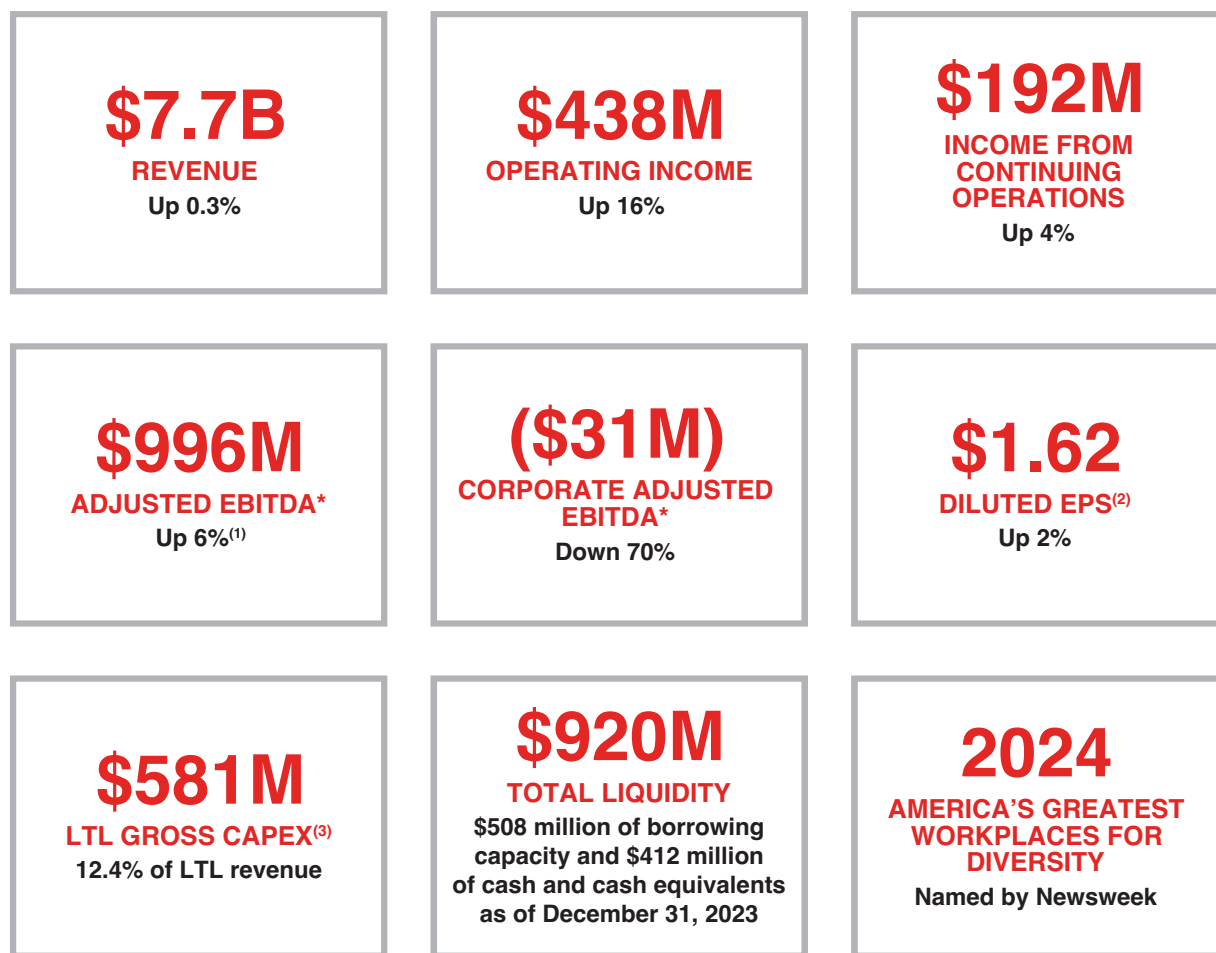 $7.7B
REVENUE
Up 0.3%
$438M
OPERATING INCOME
Up 16%
$192M
INCOME FROM
CONTINUING
OPERATIONS
Up 4%
$996M
ADJUSTED EBITDA*
Up 6%(1)
($31M)
CORPORATE ADJUSTED
EBITDA*
Down 70%
$1.62
DILUTED EPS(2)
Up 2%
$581M
LTL GROSS CAPEX(3)
12.4% of LTL revenue
$920M
TOTAL LIQUIDITY
$508 million of borrowing
capacity and $412 million
of cash and cash equivalents
as of December 31, 2023
2024
AMERICA'S GREATEST
WORKPLACES FOR
DIVERSITY
Named by Newsweek